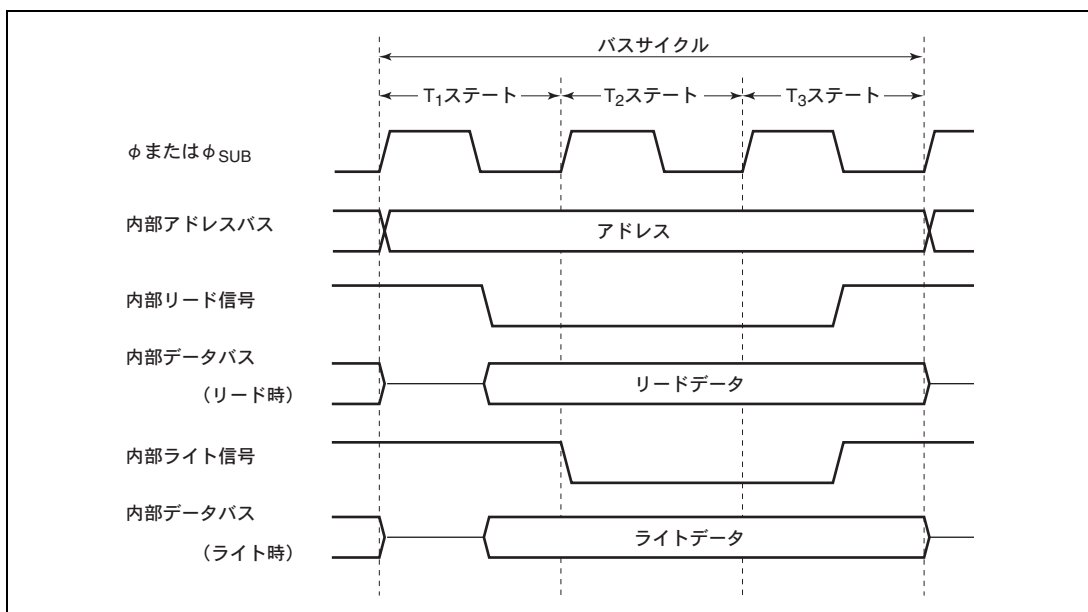 バスサイクル
T1ステート
T2ステート
T3ステート
φまたはφSUB
内部アドレスバス
アドレス
内部リード信号
内部データバス
(リード時)
リードデータ
内部ライト信号
内部データバス
(ライト時)
ライトデータ